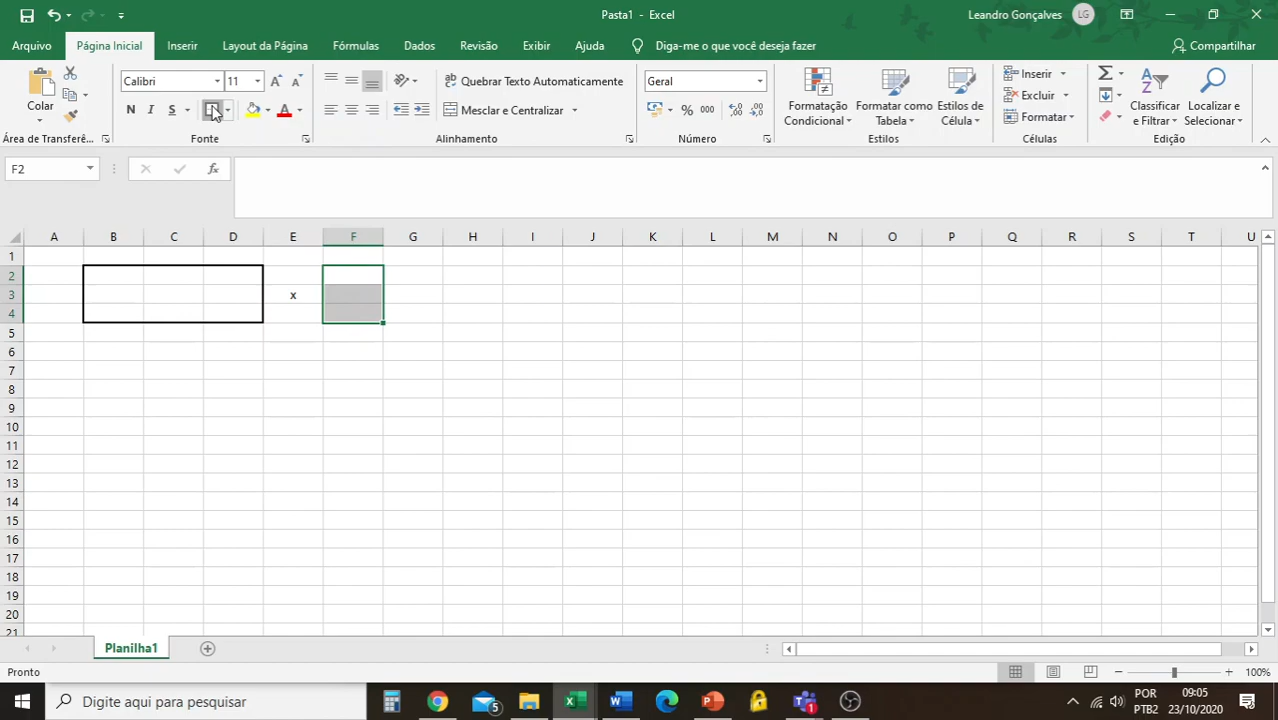 Pasta1 - Excel
Leandro Gonçalves LG
Arquivo Página Inicial Inserir Layout da Página Fórmulas Dados Revisão Exibir Ajuda Diga-me o que você deseja fazer Compartilhar
Colar
Calibri 11
N I S A
Quebrar Texto Automaticamente
Mesclar e Centralizar
Geral
% 000
Formatação Condicional
Formatar como Tabela
Estilos de Célula
Inserir
Excluir
Formatar
Classificar e Filtrar
Localizar e Selecionar
Área de Transferê... Fonte Alinhamento Número Estilos Células Edição
F2 fx
A B C D E F G H I J K L M N O P Q R S T U
1
2
3 x
4
5
6
7
8
9
10
11
12
13
14
15
16
17
18
19
20
21
Planilha1
Pronto 100%
Digite aqui para pesquisar
5
1
POR
PTB2
09:05
23/10/2020